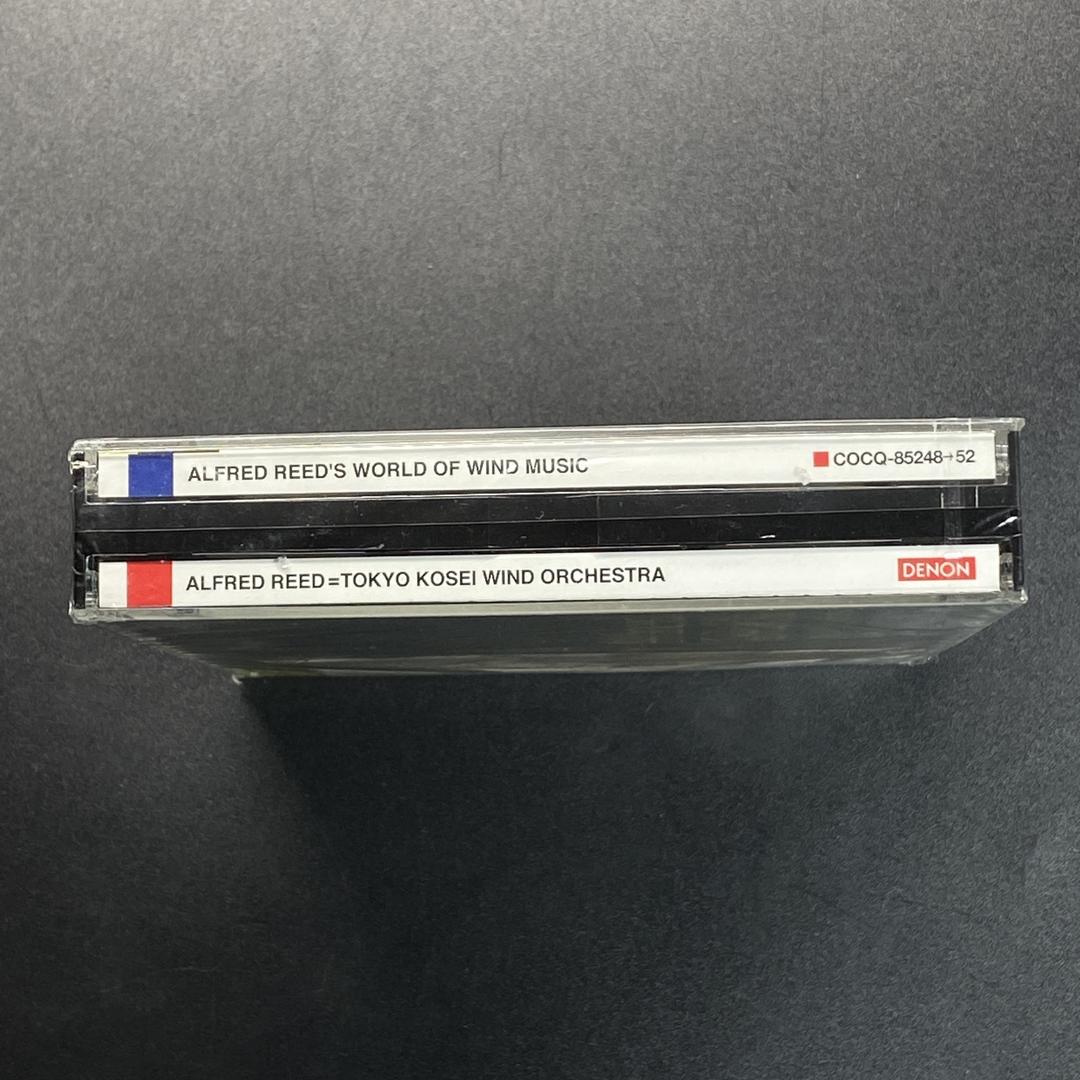 ALFRED REED'S WORLD OF WIND MUSIC COCQ-85248→52
ALFRED REED=TOKYO KOSEI WIND ORCHESTRA DENON